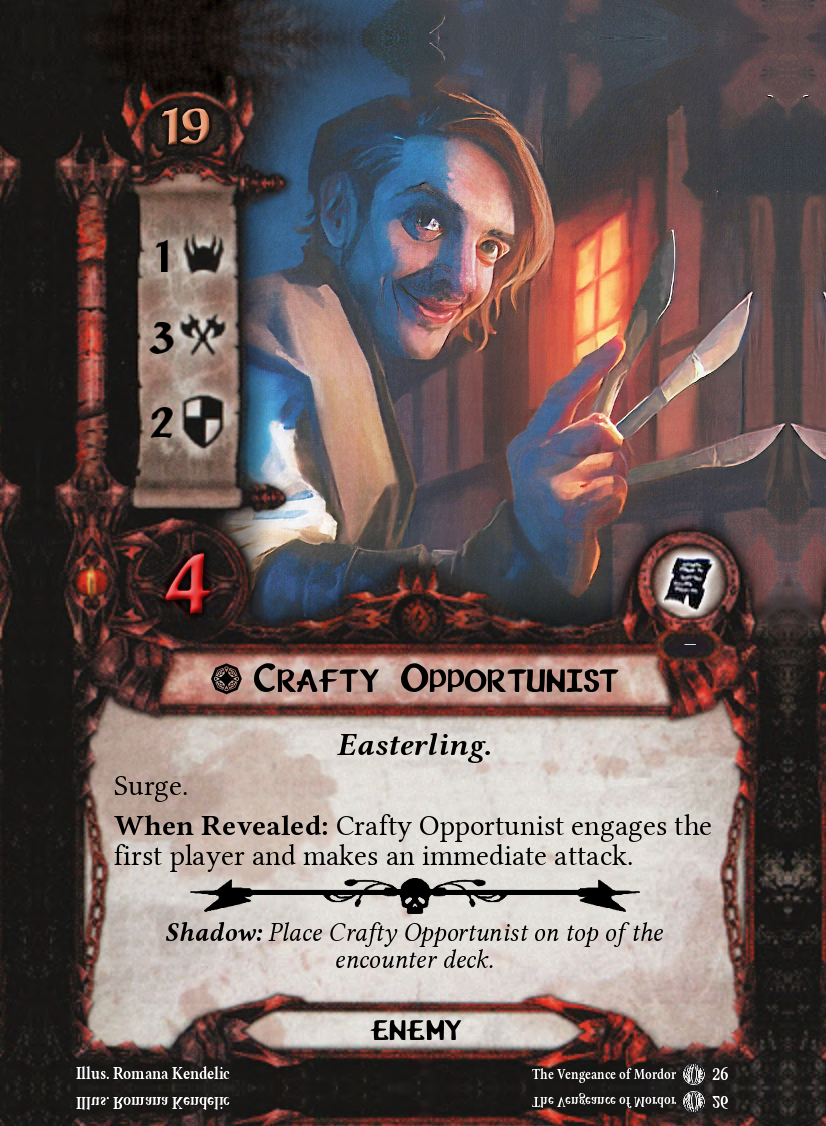 19
1
3
2
4
–
Crafty Opportunist
Easterling.
Surge.
When Revealed: Crafty Opportunist engages the
first player and makes an immediate attack.
Shadow: Place Crafty Opportunist on top of the
encounter deck.
ENEMY
Illus. Romana Kendelic The Vengeance of Mordor 26
Illus. Romana Kendelic The Vengeance of Mordor 26